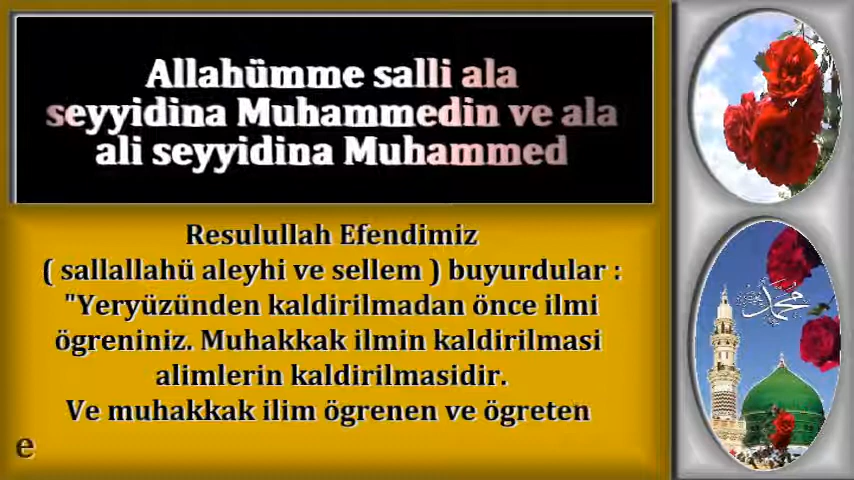 Allahümme salli ala
seyyidina Muhammedin ve ala
ali seyyidina Muhammed
Resulullah Efendimiz
( sallallahü aleyhi ve sellem ) buyurdular :
"Yeryüzünden kaldirilmadan önce ilmi
ögreniniz. Muhakkak ilmin kaldirilmasi
alimlerin kaldirilmasidir.
Ve muhakkak ilim ögrenen ve ögreten
e
محمد